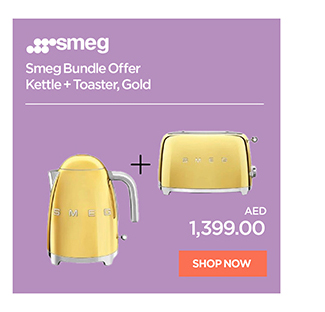 smeg
Smeg Bundle Offer
Kettle + Toaster, Gold
SMEG
SMEG
AED
1,399.00
SHOP NOW